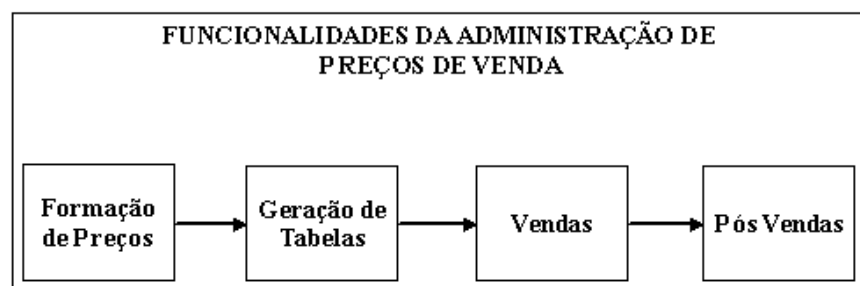 FUNCIONALIDADES DA ADMINISTRAÇÃO DE
PREÇOS DE VENDA
Formação
de Preços
Geração de
Tabelas
Vendas
Pós Vendas